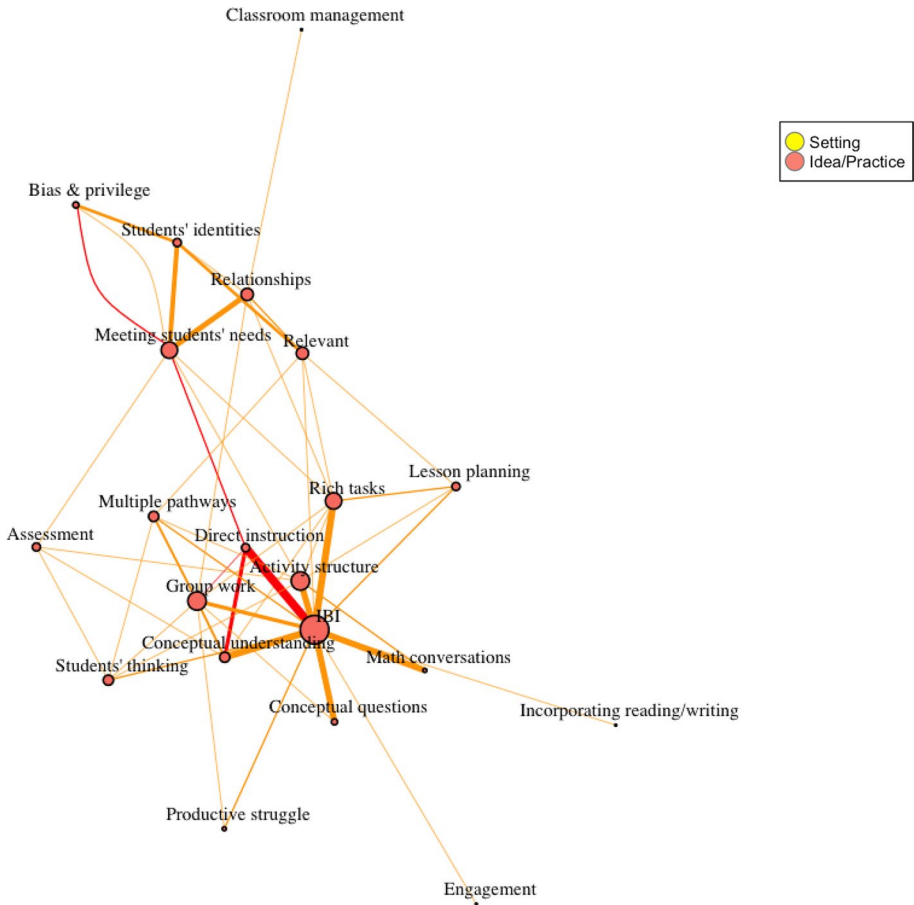 Classroom management
Setting
Idea/Practice
Bias & privilege
Students' identities
Relationships
Meeting students' needs
Relevant
Lesson planning
Rich tasks
Multiple pathways
Assessment
Direct instruction
Activity structure
Group work
IBI
Conceptual understanding
Math conversations
Students' thinking
Conceptual questions
Incorporating reading/writing
Productive struggle
Engagement